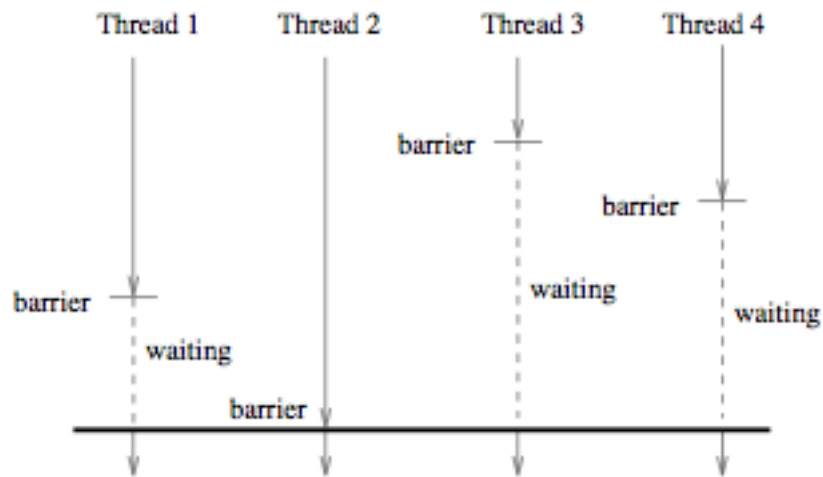 Thread 1
Thread 2
Thread 3
Thread 4
barrier
barrier
waiting
barrier
waiting
waiting
barrier